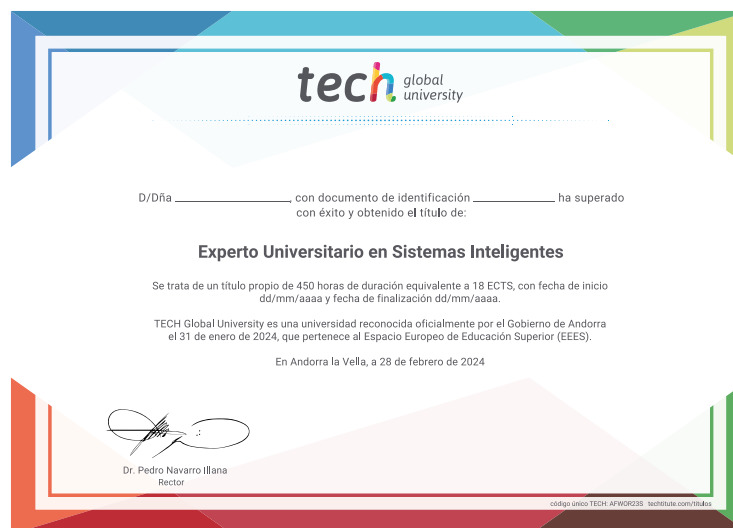 tech global university
D/Dña ______________, con documento de identificación ______________ ha superado
con éxito y obtenido el título de:
Experto Universitario en Sistemas Inteligentes
Se trata de un título propio de 450 horas de duración equivalente a 18 ECTS, con fecha de inicio
dd/mm/aaaa y fecha de finalización dd/mm/aaaa.
TECH Global University es una universidad reconocida oficialmente por el Gobierno de Andorra
el 31 de enero de 2024, que pertenece al Espacio Europeo de Educación Superior (EEES).
En Andorra la Vella, a 28 de febrero de 2024
Dr. Pedro Navarro Illana
Rector
código único TECH: AFWOR23S techtitute.com/titulos